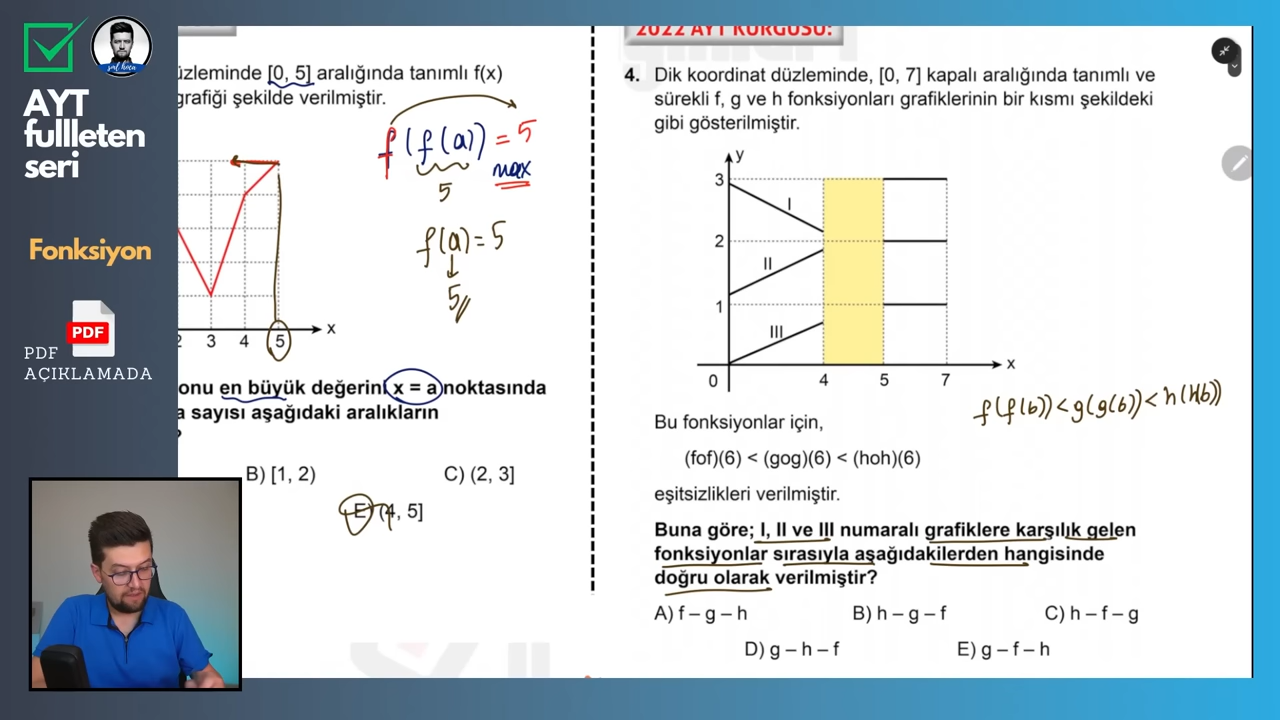 AYT
fullleten
seri
Fonksiyon
PDF
PDF
AÇIKLAMADA
üzleminde [0, 5] aralığında tanımlı f(x)
grafiği şekilde verilmiştir.
f(f(a)) = 5
5
max
f(a) = 5
5
2 3 4 5 x
onu en büyük değerini x = a noktasında
a sayısı aşağıdaki aralıkların
?
B) [1, 2) C) (2, 3]
E) (4, 5]
2022 AYT KURGUSU:
4. Dik koordinat düzleminde, [0, 7] kapalı aralığında tanımlı ve
sürekli f, g ve h fonksiyonları grafiklerinin bir kısmı şekildeki
gibi gösterilmiştir.
y
3
I
2
II
1
III
x
0 4 5 7
f(f(6)) < g(g(6)) < h(h(6))
Bu fonksiyonlar için,
(fof)(6) < (gog)(6) < (hoh)(6)
eşitsizlikleri verilmiştir.
Buna göre; I, II ve III numaralı grafiklere karşılık gelen
fonksiyonlar sırasıyla aşağıdakilerden hangisinde
doğru olarak verilmiştir?
A) f – g – h B) h – g – f C) h – f – g
D) g – h – f E) g – f – h